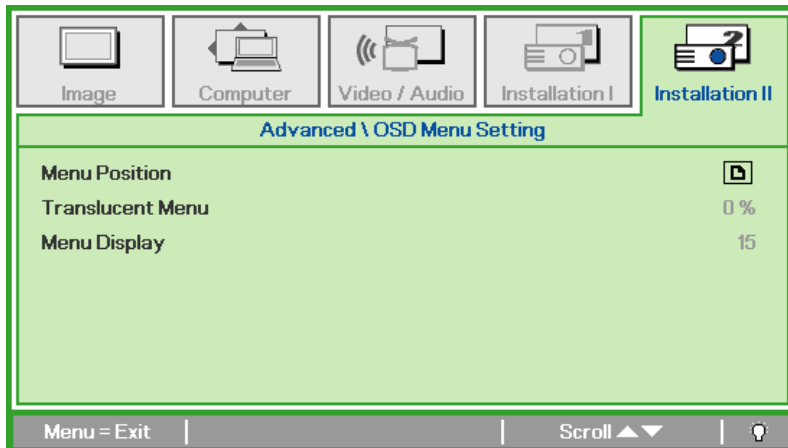 Image
Computer
Video / Audio
Installation I
Installation II
Advanced \ OSD Menu Setting
Menu Position
Translucent Menu 0 %
Menu Display 15
Menu = Exit Scroll ▲▼